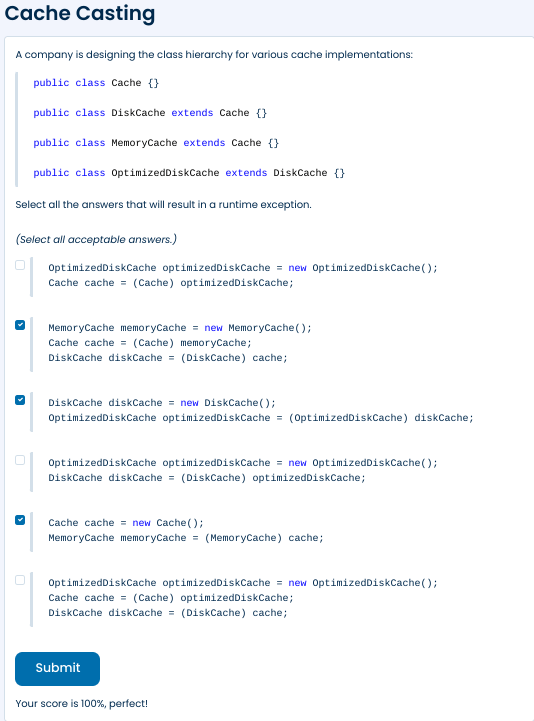 Cache Casting
A company is designing the class hierarchy for various cache implementations:
public class Cache {}
public class DiskCache extends Cache {}
public class MemoryCache extends Cache {}
public class OptimizedDiskCache extends DiskCache {}
Select all the answers that will result in a runtime exception.
(Select all acceptable answers.)
OptimizedDiskCache optimizedDiskCache = new OptimizedDiskCache();
Cache cache = (Cache) optimizedDiskCache;
MemoryCache memoryCache = new MemoryCache();
Cache cache = (Cache) memoryCache;
DiskCache diskCache = (DiskCache) cache;
DiskCache diskCache = new DiskCache();
OptimizedDiskCache optimizedDiskCache = (OptimizedDiskCache) diskCache;
OptimizedDiskCache optimizedDiskCache = new OptimizedDiskCache();
DiskCache diskCache = (DiskCache) optimizedDiskCache;
Cache cache = new Cache();
MemoryCache memoryCache = (MemoryCache) cache;
OptimizedDiskCache optimizedDiskCache = new OptimizedDiskCache();
Cache cache = (Cache) optimizedDiskCache;
DiskCache diskCache = (DiskCache) cache;
Submit
Your score is 100%, perfect!